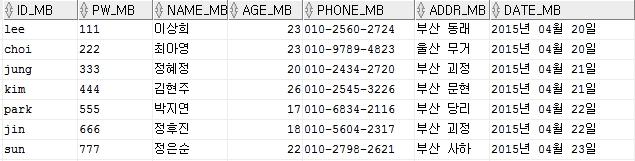 ID_MB PW_MB NAME_MB AGE_MB PHONE_MB ADDR_MB DATE_MB
lee 111 이상희 23 010-2560-2724 부산 동래 2015년 04월 20일
choi 222 최마영 23 010-9789-4823 울산 무거 2015년 04월 20일
jung 333 정혜정 20 010-2434-2720 부산 괴정 2015년 04월 21일
kim 444 김현주 26 010-2545-3226 부산 문현 2015년 04월 21일
park 555 박지연 17 010-6834-2116 부산 당리 2015년 04월 22일
jin 666 정후진 18 010-5604-2317 부산 괴정 2015년 04월 22일
sun 777 정은순 22 010-2798-2621 부산 사하 2015년 04월 23일